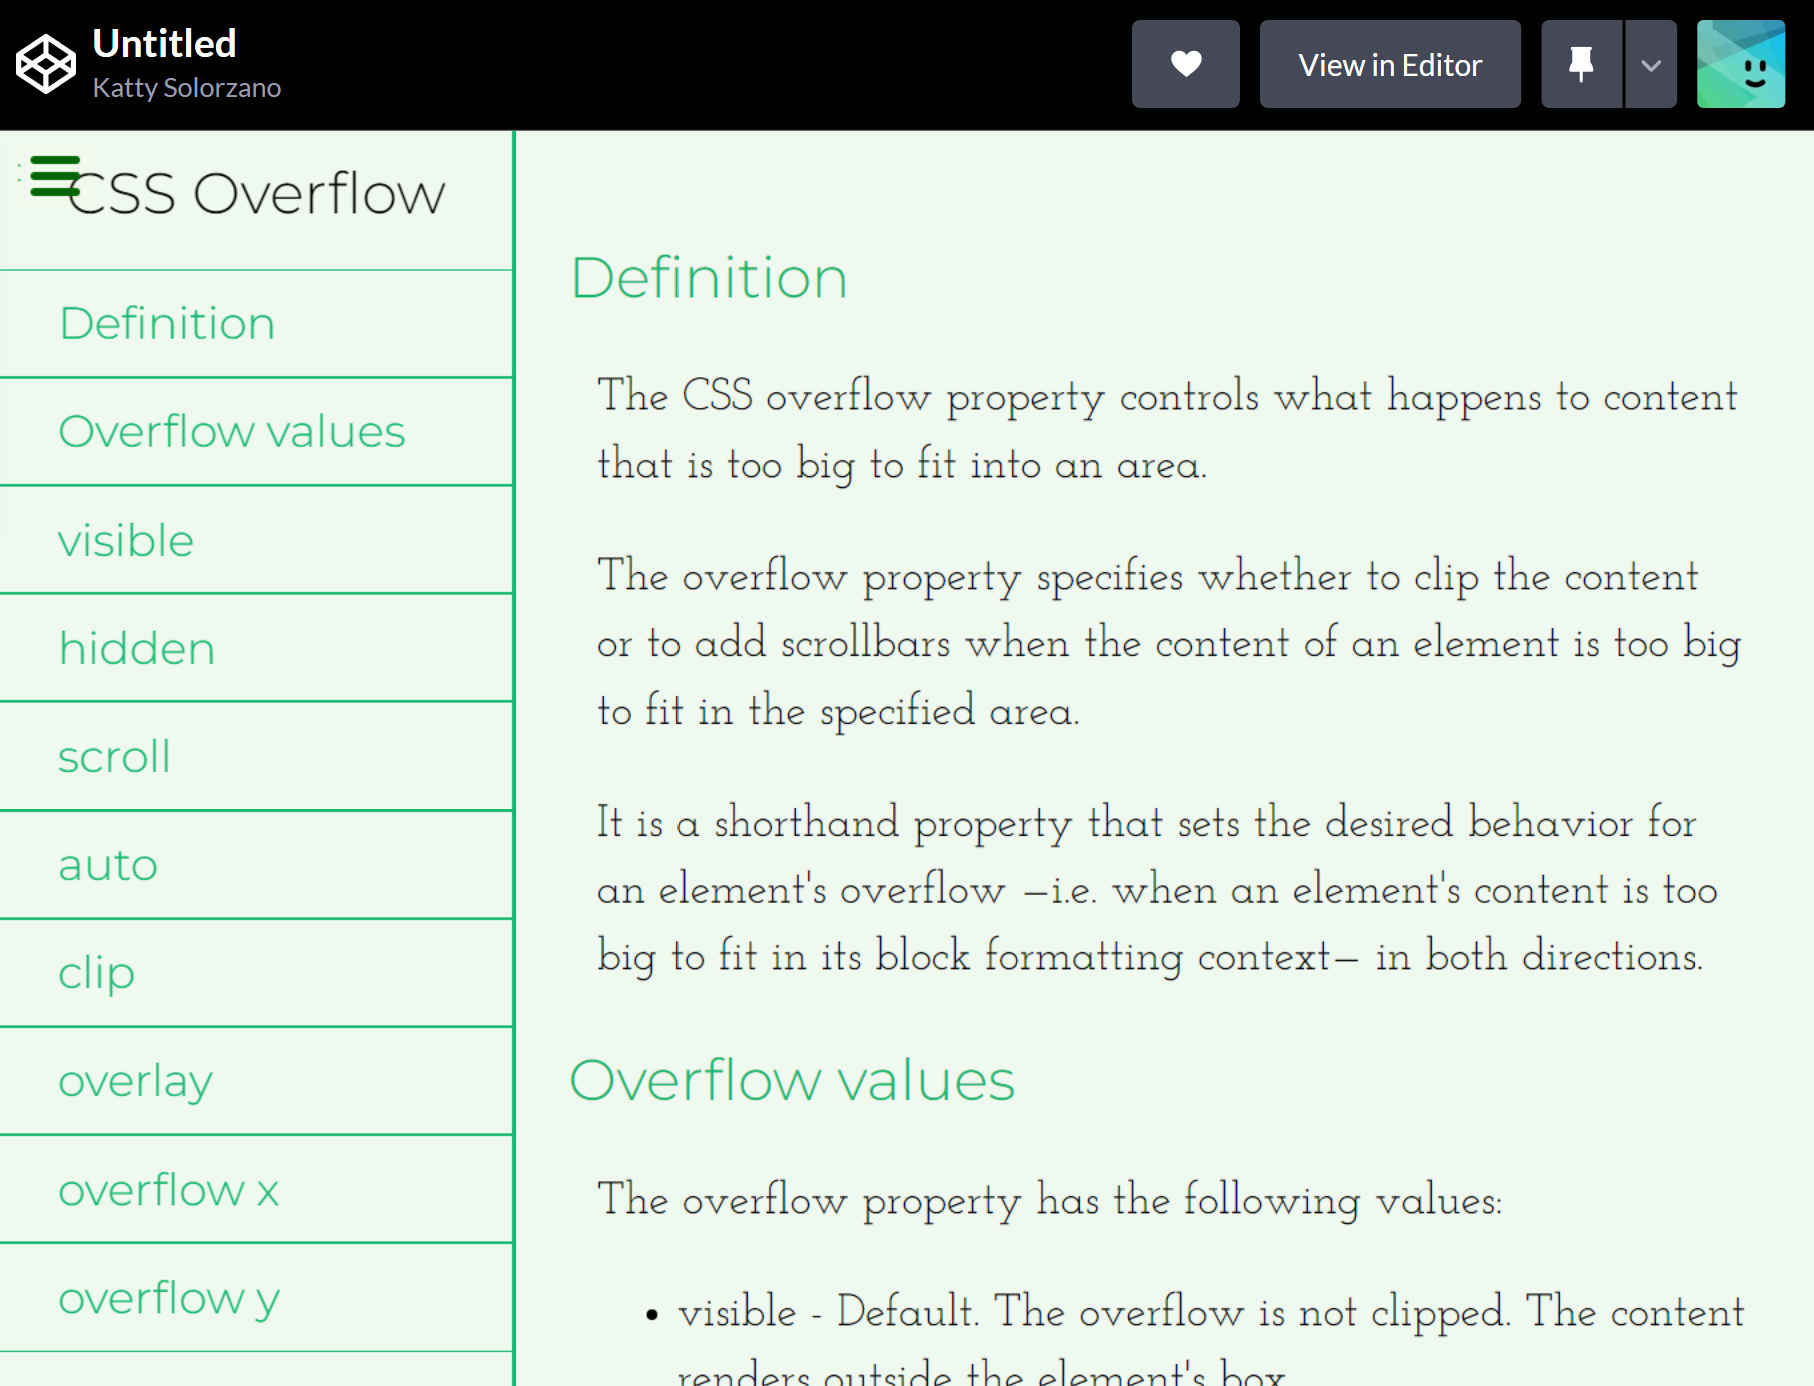 Untitled
Katty Solorzano
View in Editor
CSS Overflow
Definition
Overflow values
visible
hidden
scroll
auto
clip
overlay
overflow x
overflow y
Definition
The CSS overflow property controls what happens to content
that is too big to fit into an area.
The overflow property specifies whether to clip the content
or to add scrollbars when the content of an element is too big
to fit in the specified area.
It is a shorthand property that sets the desired behavior for
an element's overflow —i.e. when an element's content is too
big to fit in its block formatting context— in both directions.
Overflow values
The overflow property has the following values:
• visible - Default. The overflow is not clipped. The content
renders outside the element's box